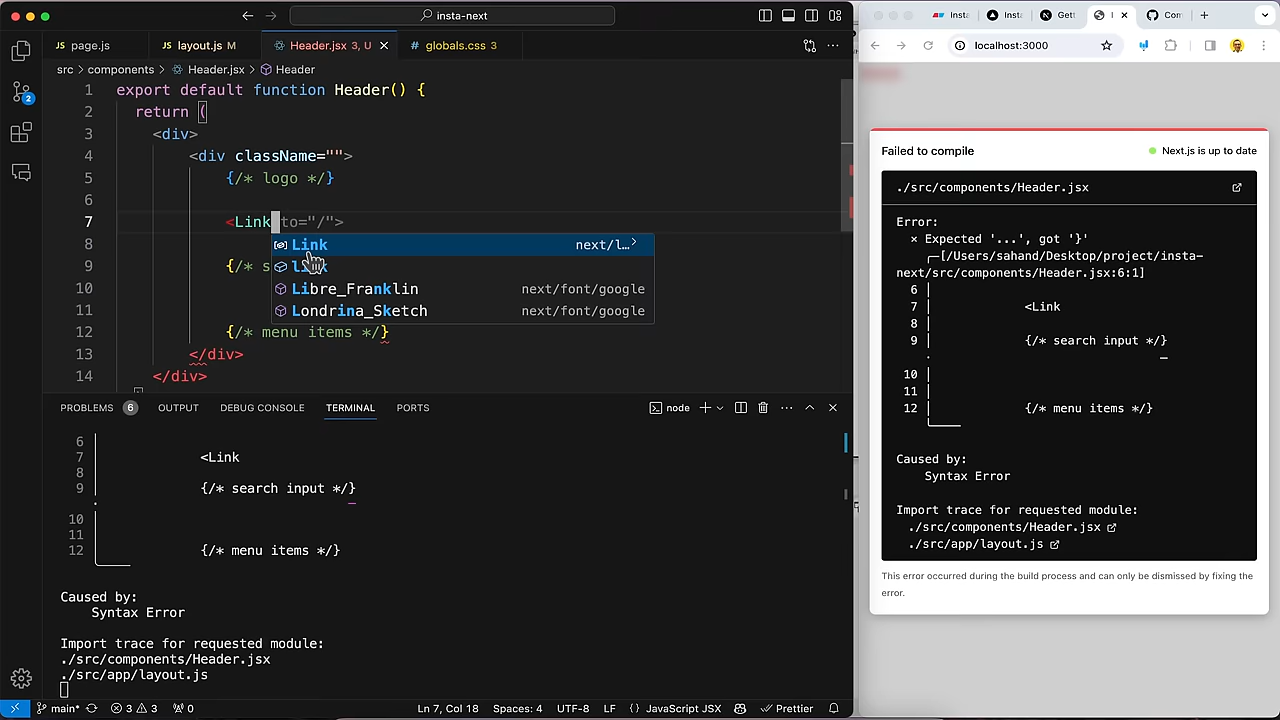 insta-next
page.js
layout.js M
Header.jsx 3, U
globals.css 3
src > components > Header.jsx > Header
1 export default function Header() {
2 return (
3 <div>
4 <div className="">
5 {/* logo */}
6
7 <Link to="/">
8 Link next/l…
9 {/* s link
10 Libre_Franklin next/font/google
11 Londrina_Sketch next/font/google
12 {/* menu items */}
13 </div>
14 </div>
PROBLEMS 6 OUTPUT DEBUG CONSOLE TERMINAL PORTS
node
6
7 <Link
8
9 {/* search input */}
10
11
12 {/* menu items */}
Caused by:
Syntax Error
Import trace for requested module:
./src/components/Header.jsx
./src/app/layout.js
2
main*
3
3
0
Ln 7, Col 18
Spaces: 4
UTF-8
LF
{} JavaScript JSX
Prettier
Insta
Insta
Gett
I
Com
localhost:3000
Failed to compile
Next.js is up to date
./src/components/Header.jsx
Error:
× Expected '...', got '}'
[/Users/sahand/Desktop/project/insta-
next/src/components/Header.jsx:6:1]
6
7 <Link
8
9 {/* search input */}
10
11
12 {/* menu items */}
Caused by:
Syntax Error
Import trace for requested module:
./src/components/Header.jsx
./src/app/layout.js
This error occurred during the build process and can only be dismissed by fixing the
error.